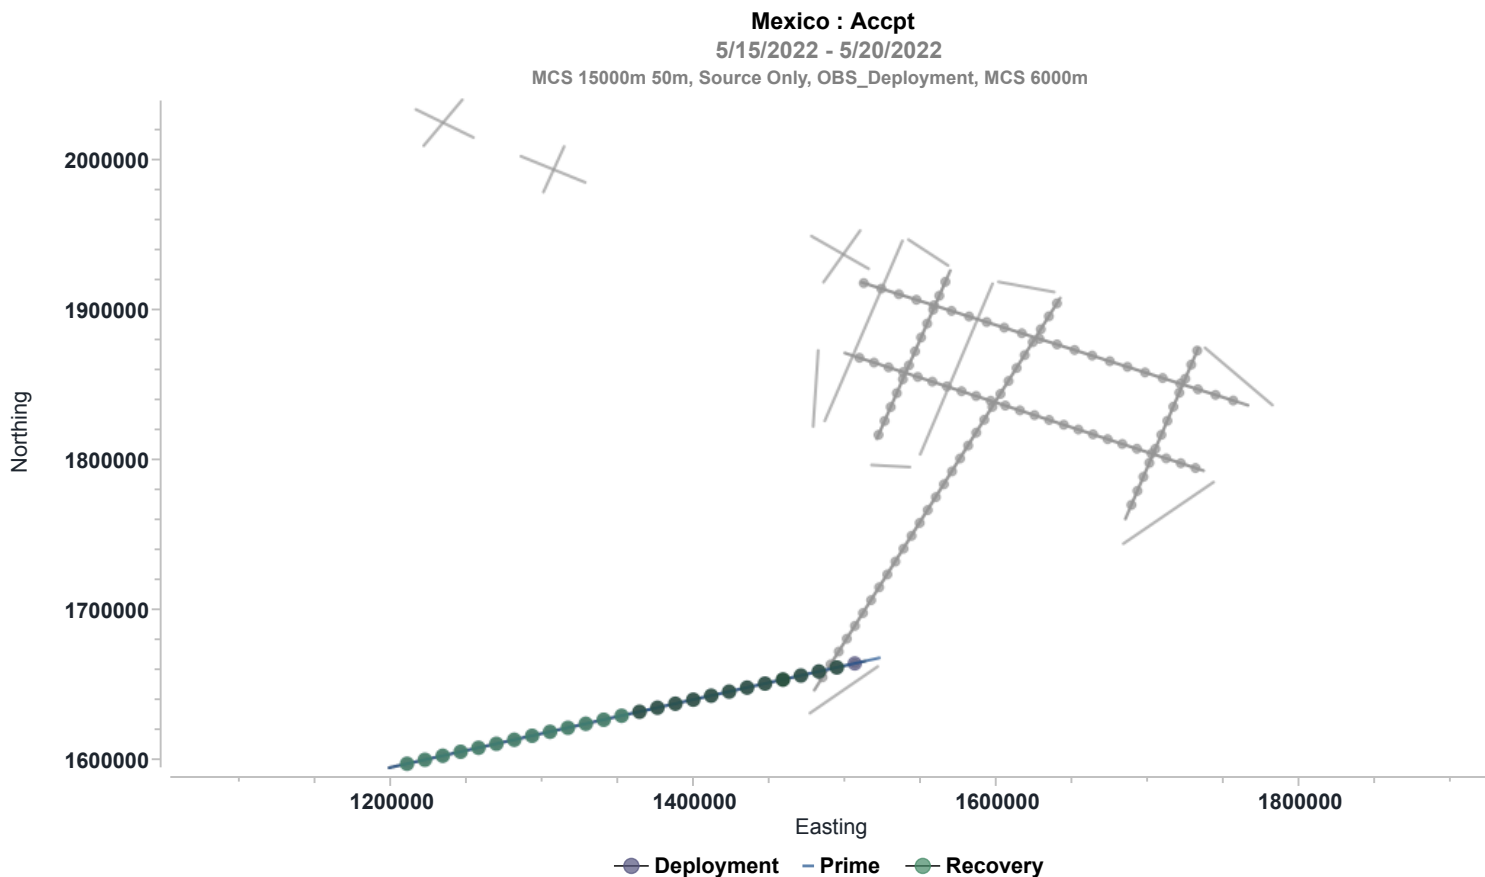 Mexico : Accpt
5/15/2022 - 5/20/2022
MCS 15000m 50m, Source Only, OBS_Deployment, MCS 6000m
Northing
2000000
1900000
1800000
1700000
1600000
1200000 1400000 1600000 1800000
Easting
Deployment Prime Recovery